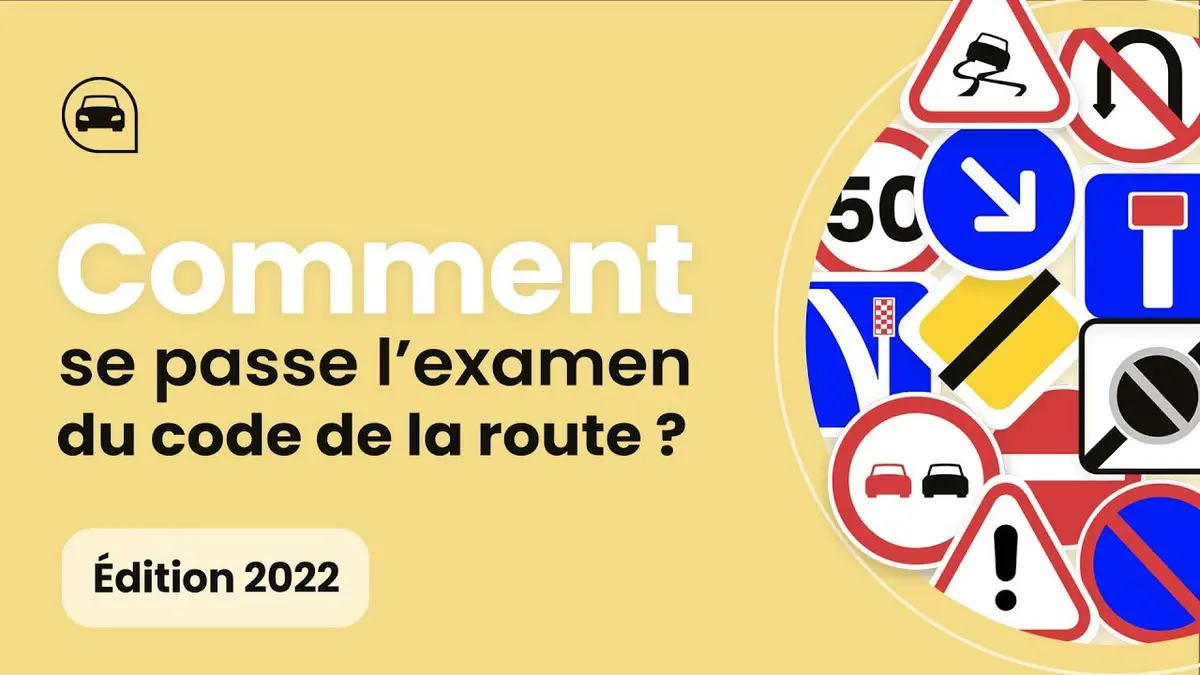 Comment
se passe l’examen
du code de la route ?
Édition 2022
50